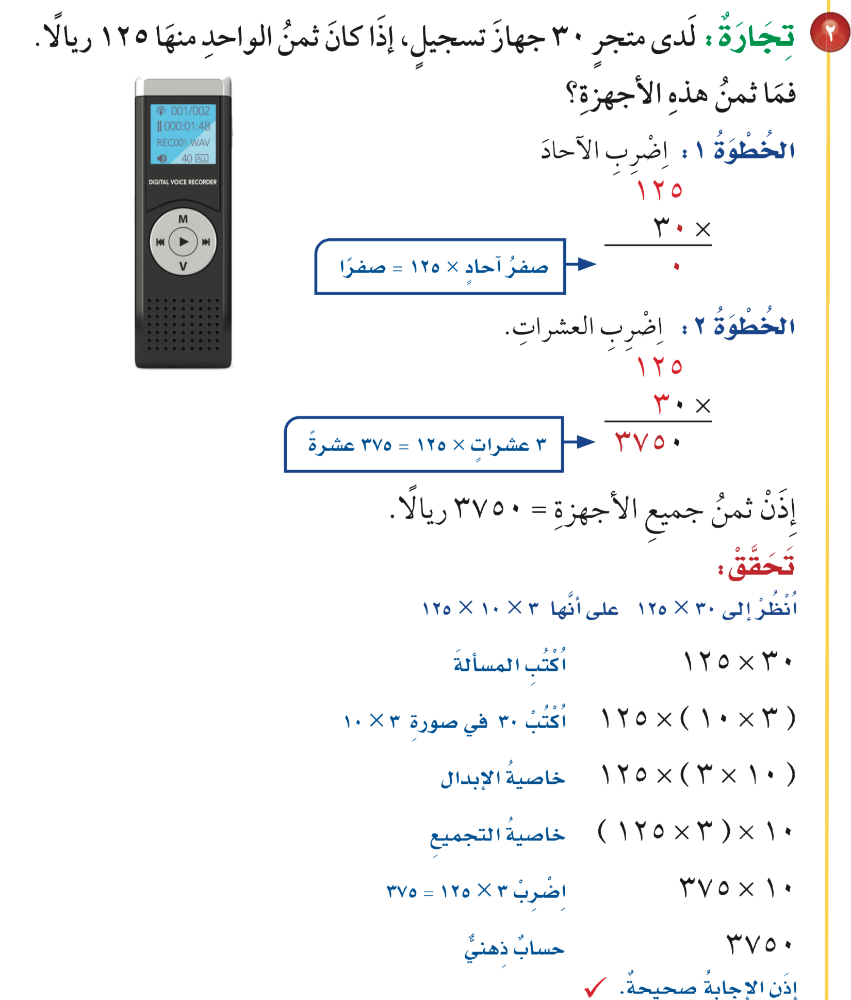 ٢
تِجَارَةٌ: لَدى متجرٍ ٣٠ جهازَ تسجيلٍ، إذَا كانَ ثمنُ الواحدِ منهَا ١٢٥ ريالًا.
فمَا ثمنُ هذهِ الأجهزةِ؟
001/002
000:01:48
REC001.WAV
40 ALL
DIGITAL VOICE RECORDER
M
V
الخُطْوَةُ ١: اِضْرِبِ الآحادَ
١٢٥
× ٣٠
٠
صفرُ آحادٍ × ١٢٥ = صفرًا
الخُطْوَةُ ٢: اِضْرِبِ العشراتِ.
١٢٥
× ٣٠
٣٧٥٠
٣ عشراتٍ × ١٢٥ = ٣٧٥ عشرةً
إِذَنْ ثمنُ جميعِ الأجهزةِ = ٣٧٥٠ ريالًا.
تَحَقَّقْ:
اُنْظُرْ إلى ٣٠ × ١٢٥ على أنَّها ٣ × ١٠ × ١٢٥
٣٠ × ١٢٥ اُكْتُبِ المسألةَ
(٣ × ١٠) × ١٢٥ اُكْتُبْ ٣٠ في صورةِ ٣ × ١٠
(١٠ × ٣) × ١٢٥ خاصيةُ الإبدال
١٠ × (٣ × ١٢٥) خاصيةُ التجميعِ
١٠ × ٣٧٥ اِضْرِبْ ٣ × ١٢٥ = ٣٧٥
٣٧٥٠ حسابٌ ذِهنيٌّ
إذَن الإجابةُ صحيحةٌ. ✓